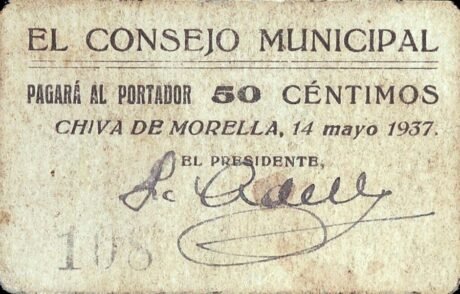 EL CONSEJO MUNICIPAL
PAGARÁ AL PORTADOR 50 CÉNTIMOS
CHIVA DE MORELLA, 14 mayo 1937.
EL PRESIDENTE,
108